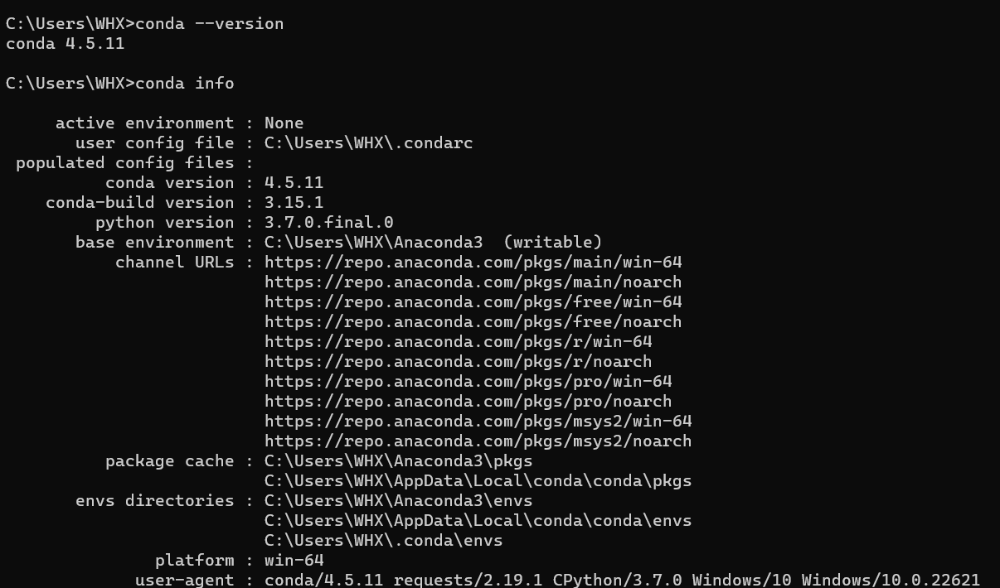 C:\Users\WHX>conda --version
conda 4.5.11
C:\Users\WHX>conda info
active environment : None
user config file : C:\Users\WHX\.condarc
populated config files :
conda version : 4.5.11
conda-build version : 3.15.1
python version : 3.7.0.final.0
base environment : C:\Users\WHX\Anaconda3  (writable)
channel URLs : https://repo.anaconda.com/pkgs/main/win-64
https://repo.anaconda.com/pkgs/main/noarch
https://repo.anaconda.com/pkgs/free/win-64
https://repo.anaconda.com/pkgs/free/noarch
https://repo.anaconda.com/pkgs/r/win-64
https://repo.anaconda.com/pkgs/r/noarch
https://repo.anaconda.com/pkgs/pro/win-64
https://repo.anaconda.com/pkgs/pro/noarch
https://repo.anaconda.com/pkgs/msys2/win-64
https://repo.anaconda.com/pkgs/msys2/noarch
package cache : C:\Users\WHX\Anaconda3\pkgs
C:\Users\WHX\AppData\Local\conda\conda\pkgs
envs directories : C:\Users\WHX\Anaconda3\envs
C:\Users\WHX\AppData\Local\conda\conda\envs
C:\Users\WHX\.conda\envs
platform : win-64
user-agent : conda/4.5.11 requests/2.19.1 CPython/3.7.0 Windows/10 Windows/10.0.22621